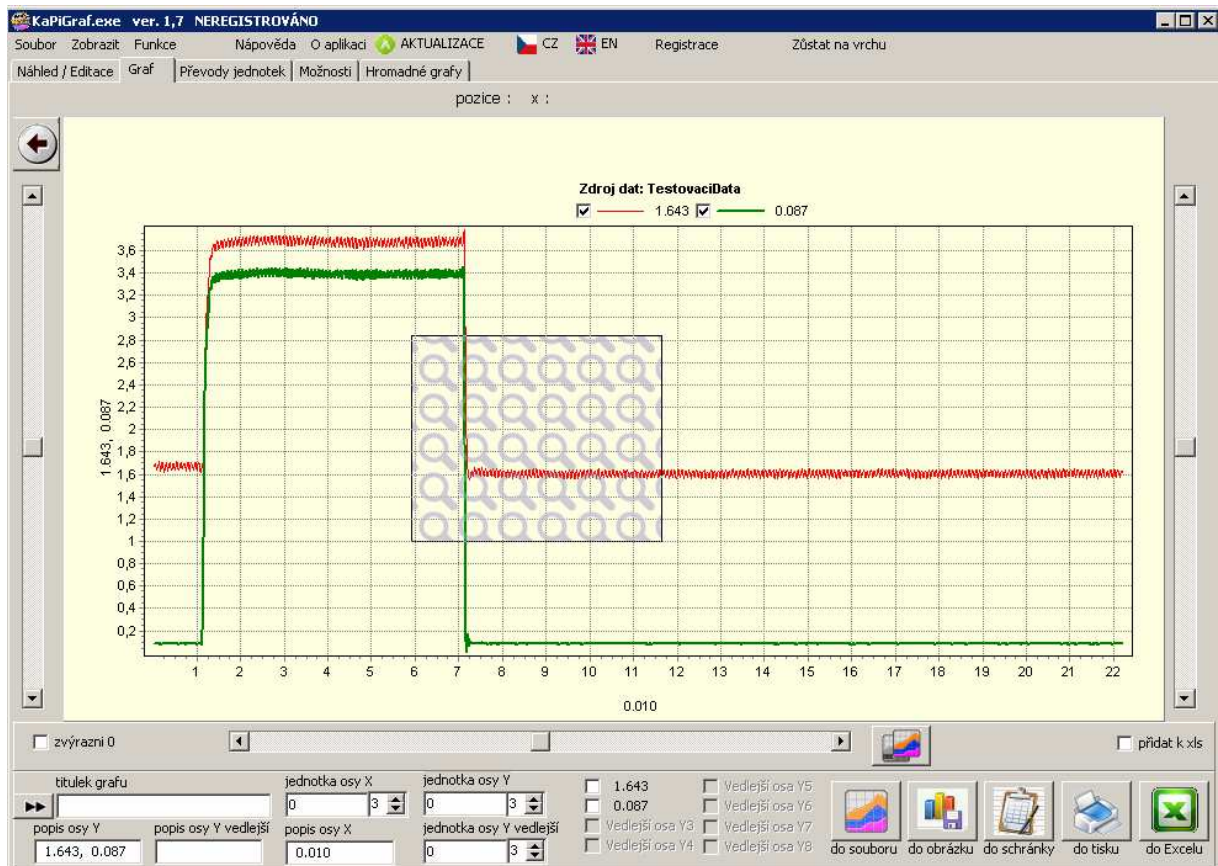 KaPiGraf.exe ver. 1,7 NEREGISTROVÁNO
Soubor Zobrazit Funkce Nápověda O aplikaci AKTUALIZACE CZ EN Registrace Zůstat na vrchu
Náhled / Editace Graf Převody jednotek Možnosti Hromadné grafy
pozice : x :
Zdroj dat: TestovaciData
1.643 0.087
3,6
3,4
3,2
3
2,8
2,6
2,4
2,2
2
1,8
1,6
1,4
1,2
1
0,8
0,6
0,4
0,2
1.643, 0.087
1 2 3 4 5 6 7 8 9 10 11 12 13 14 15 16 17 18 19 20 21 22
0.010
zvýrazni 0 přidat k xls
titulek grafu jednotka osy X jednotka osy Y 1.643 Vedlejší osa Y5
0 3 0 3 0.087 Vedlejší osa Y6
popis osy Y popis osy Y vedlejší popis osy X jednotka osy Y vedlejší Vedlejší osa Y3 Vedlejší osa Y7
1.643, 0.087 0.010 0 3 Vedlejší osa Y4 Vedlejší osa Y8
do souboru do obrázku do schránky do tisku do Excelu